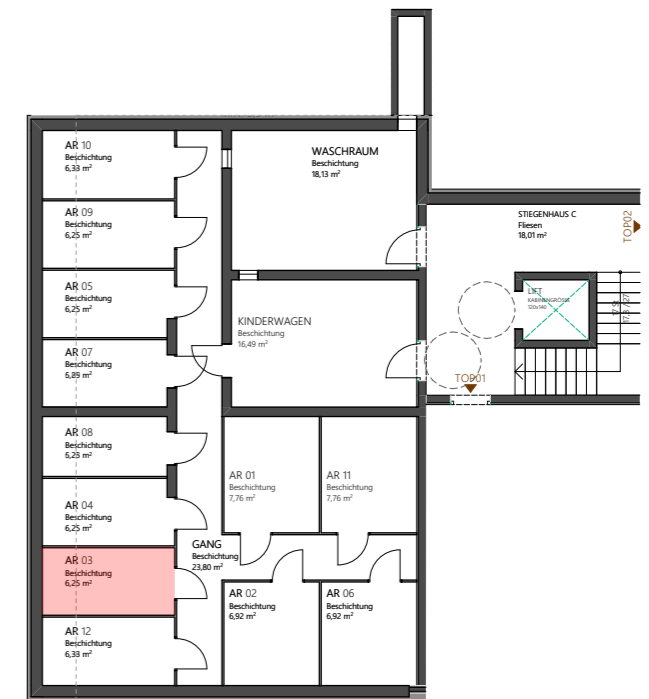 AR 10
Beschichtung
6,33 m²
WASCHRAUM
Beschichtung
18,13 m²
AR 09
Beschichtung
6,25 m²
STIEGENHAUS C
Fliesen
18,01 m²
TOP02
AR 05
Beschichtung
6,25 m²
LIFT
KABINENGRÖSSE
120x140
KINDERWAGEN
Beschichtung
16,49 m²
AR 07
Beschichtung
6,25 m²
TOP01
AR 08
Beschichtung
6,25 m²
AR 01
Beschichtung
7,76 m²
AR 11
Beschichtung
7,76 m²
AR 04
Beschichtung
6,25 m²
GANG
Beschichtung
23,80 m²
AR 03
Beschichtung
6,25 m²
AR 02
Beschichtung
6,92 m²
AR 06
Beschichtung
6,92 m²
AR 12
Beschichtung
6,33 m²